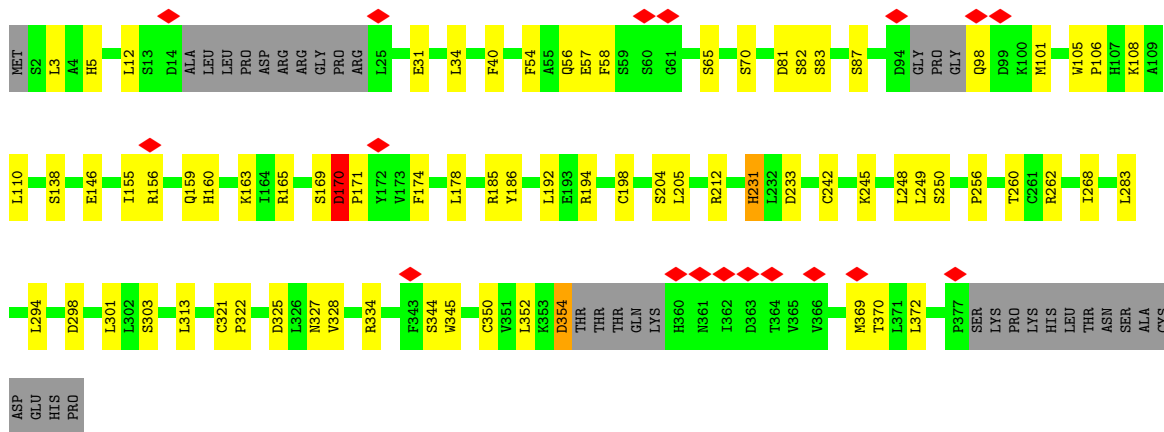 MET S2 L3 A4 H5 L12 S13 D14 ALA LEU LEU PRO ASP ARG ARG GLY PRO ARG L25 E31 L34 F40 F54 A55 Q56 E57 F58 S59 S60 G61 S65 S70 D81 S82 S83 S87 D94 GLY PRO GLY Q98 D99 K100 M101 W105 P106 H107 K108 A109
L110 S138 E146 I155 R156 Q159 H160 K163 I164 R165 S169 D170 P171 Y172 V173 F174 L178 R185 Y186 L192 E193 R194 C198 S204 L205 R212 H231 L232 D233 C242 K245 L248 L249 S250 P256 T260 C261 R262 I268 L283
L294 D298 L301 L302 S303 L313 C321 P322 D325 L326 N327 V328 R334 F343 S344 W345 C350 V351 L352 K353 D354 THR THR THR GLN LYS H360 N361 I362 D363 T364 V365 V366 M369 T370 L371 L372 P377 SER LYS PRO LYS HIS LEU THR ASN SER ALA CYS
ASP GLU HIS PRO